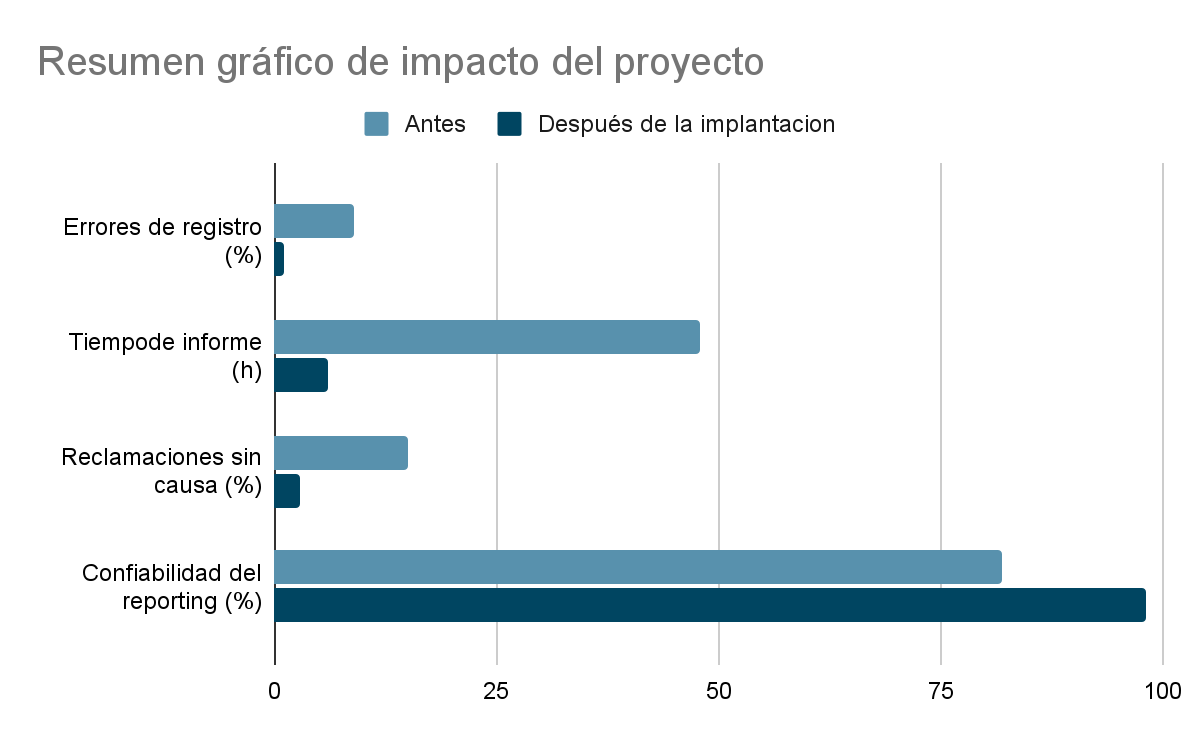 Resumen gráfico de impacto del proyecto
Antes
Después de la implantacion
Errores de registro
(%)
Tiempode informe
(h)
Reclamaciones sin
causa (%)
Confiabilidad del
reporting (%)
0
25
50
75
100